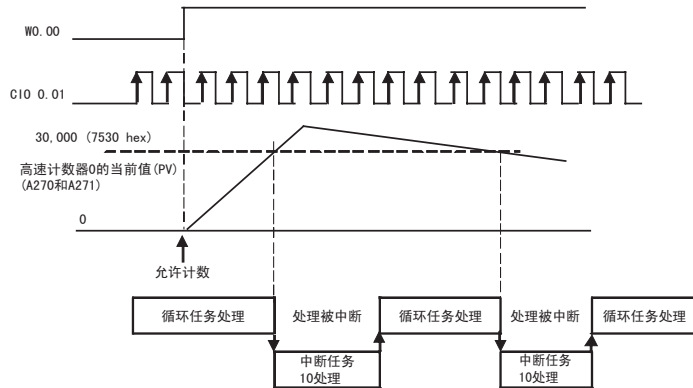 W0.00
CIO 0.01
30,000 (7530 hex)
高速计数器0的当前值(PV)
(A270和A271)
0
允许计数
循环任务处理
处理被中断
循环任务处理
处理被中断
循环任务处理
中断任务
10处理
中断任务
10处理